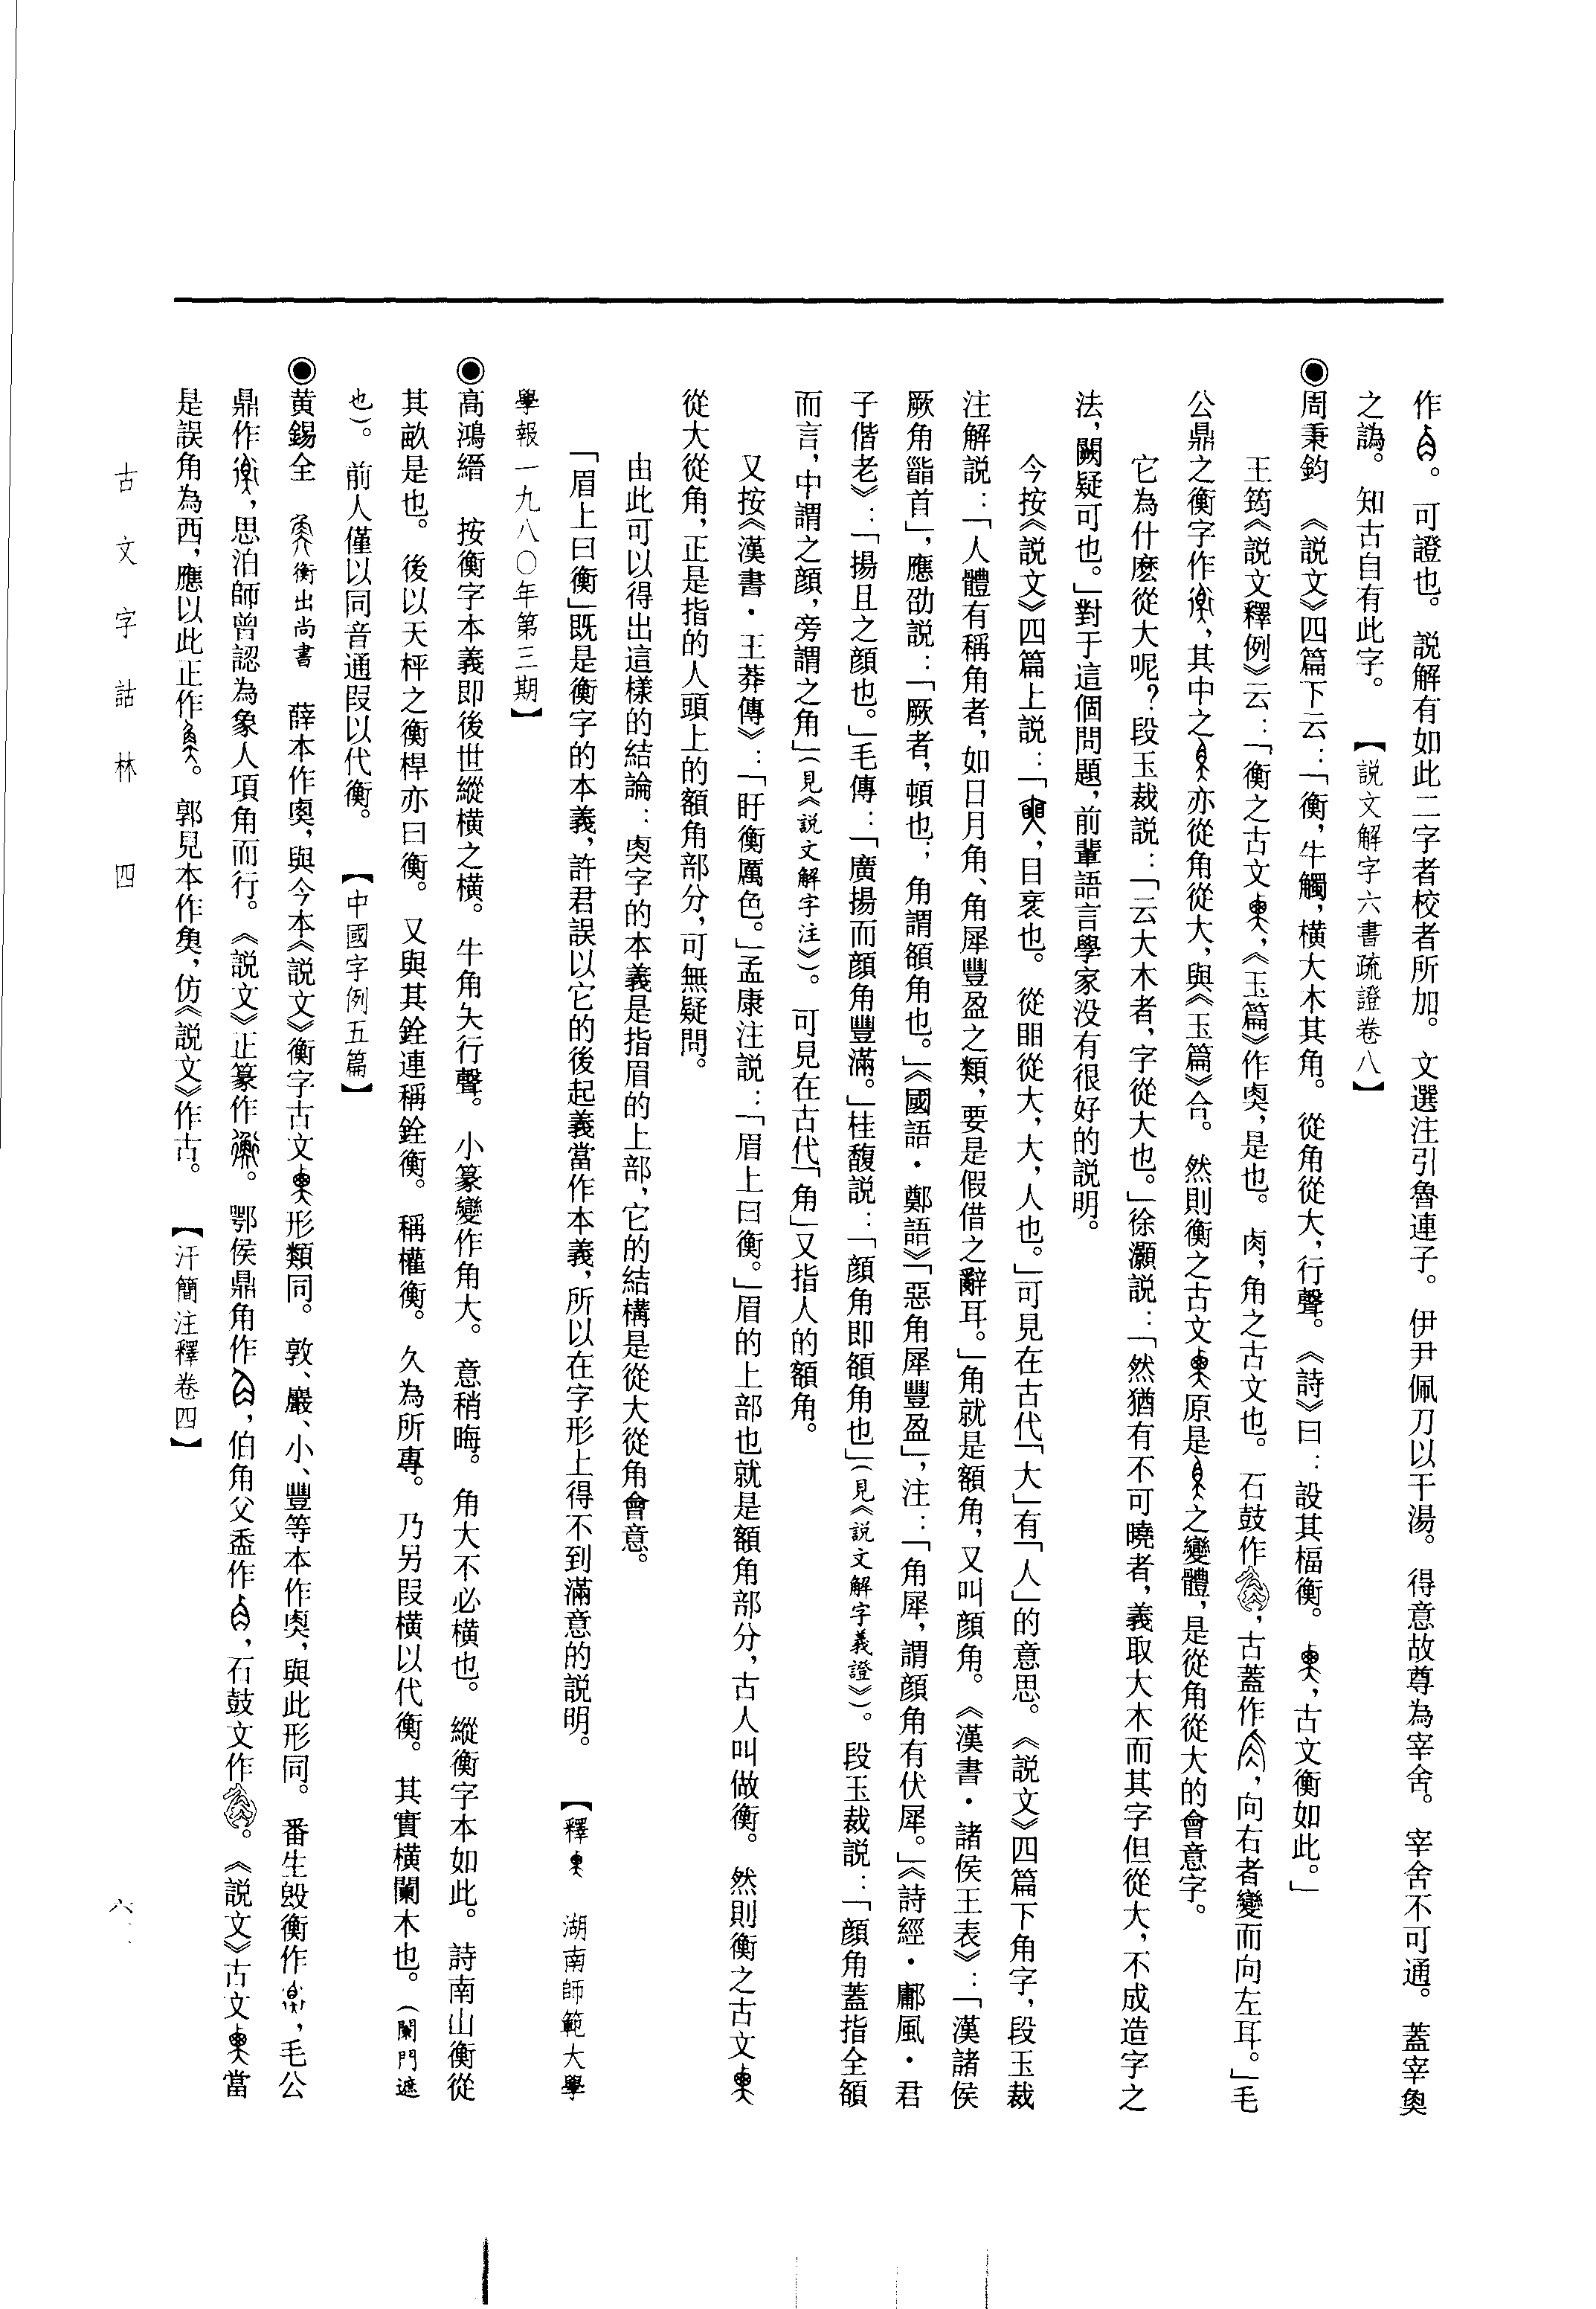 作。可證也。説解有如此二字者校者所加。文選注引魯連子。伊尹佩刀以干湯。得意故尊為宰舍。宰舍不可通。蓋宰奐
之譌。知古自有此字。【説文解字六書疏證卷八】
◉周秉鈞　《説文》四篇下云：「衡，牛觸，横大木其角。從角從大，行聲。《詩》曰：設其楅衡。，古文衡如此。」
王筠《説文釋例》云：「衡之古文，《玉篇》作，是也。，角之古文也。石鼓作，古蓋作，向右者變而向左耳。」毛
公鼎之衡字作，其中之亦從角從大，與《玉篇》合。然則衡之古文原是之變體，是從角從大的會意字。
它為什麽從大呢？段玉裁説：「云大木者，字從大也。」徐灝説：「然猶有不可曉者，義取大木而其字但從大，不成造字之
法，闕疑可也。」對于這個問題，前輩語言學家没有很好的説明。
今按《説文》四篇上説：「，目衺也。從䀠從大，大，人也。」可見在古代「大」有「人」的意思。《説文》四篇下角字，段玉裁
注解説：「人體有稱角者，如日月角、角犀豐盈之類，要是假借之辭耳。」角就是額角，又叫顔角。《漢書・諸侯王表》：「漢諸侯
厥角䭫首」，應劭説：「厥者，頓也；角謂額角也。」《國語・鄭語》「惡角犀豐盈」，注：「角犀，謂顔角有伏犀。」《詩經・鄘風・君
子偕老》：「揚且之顔也。」毛傳：「廣揚而顔角豐滿。」桂馥説：「顔角即額角也」（見《説文解字義證》）。段玉裁説：「顔角蓋指全額
而言，中謂之顔，旁謂之角」（見《説文解字注》）。可見在古代「角」又指人的額角。
又按《漢書・王莽傳》：「盱衡厲色。」孟康注説：「眉上曰衡。」眉的上部也就是額角部分，古人叫做衡。然則衡之古文
從大從角，正是指的人頭上的額角部分，可無疑問。
由此可以得出這樣的結論：字的本義是指眉的上部，它的結構是從大從角會意。
「眉上曰衡」既是衡字的本義，許君誤以它的後起義當作本義，所以在字形上得不到滿意的説明。【釋　湖南師範大學
學報一九八〇年第三期】
◉高鴻縉　按衡字本義即後世縱横之横。牛角矢行聲。小篆變作角大。意稍晦。角大不必横也。縱衡字本如此。詩南山衡從
其畝是也。後以天枰之衡桿亦曰衡。又與其銓連稱銓衡。稱權衡。久為所專。乃另叚横以代衡。其實横闌木也。（闌門遮
也）。前人僅以同音通叚以代衡。【中國字例五篇】
◉黄錫全　衡出尚書　薛本作，與今本《説文》衡字古文形類同。敦、巖、小、豐等本作，與此形同。番生毁衡作，毛公
鼎作，思泊師曾認為象人項角而行。《説文》正篆作。鄂侯鼎角作，伯角父盉作，石鼓文作。《説文》古文當
是誤角為西，應以此正作。郭見本作奐，仿《説文》作古。【汗簡注釋卷四】
古文字詁林　四